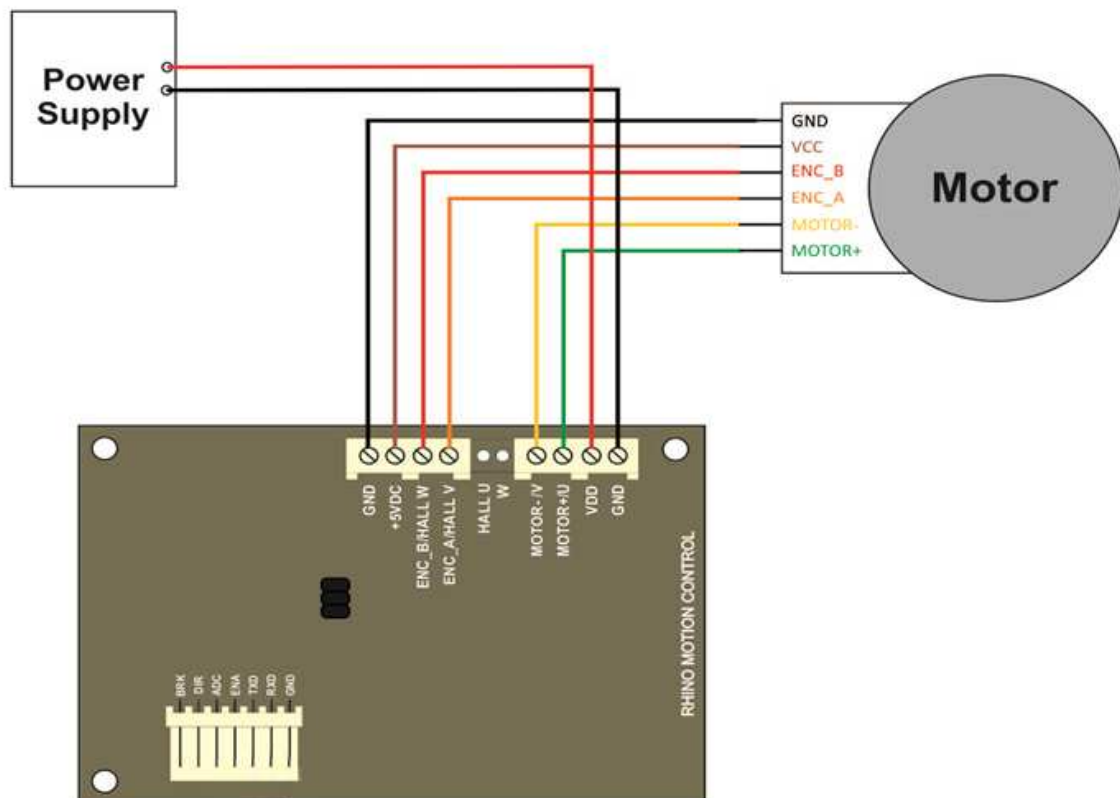 Power
Supply
GND
VCC
ENC_B
ENC_A
MOTOR-
MOTOR+
Motor
GND
+5VDC
ENC_B/HALL W
ENC_A/HALL V
HALL U
W
MOTOR-/V
MOTOR+/U
VDD
GND
RHINO MOTION CONTROL
BRK
DIR
ADC
ENA
TXD
RXD
GND